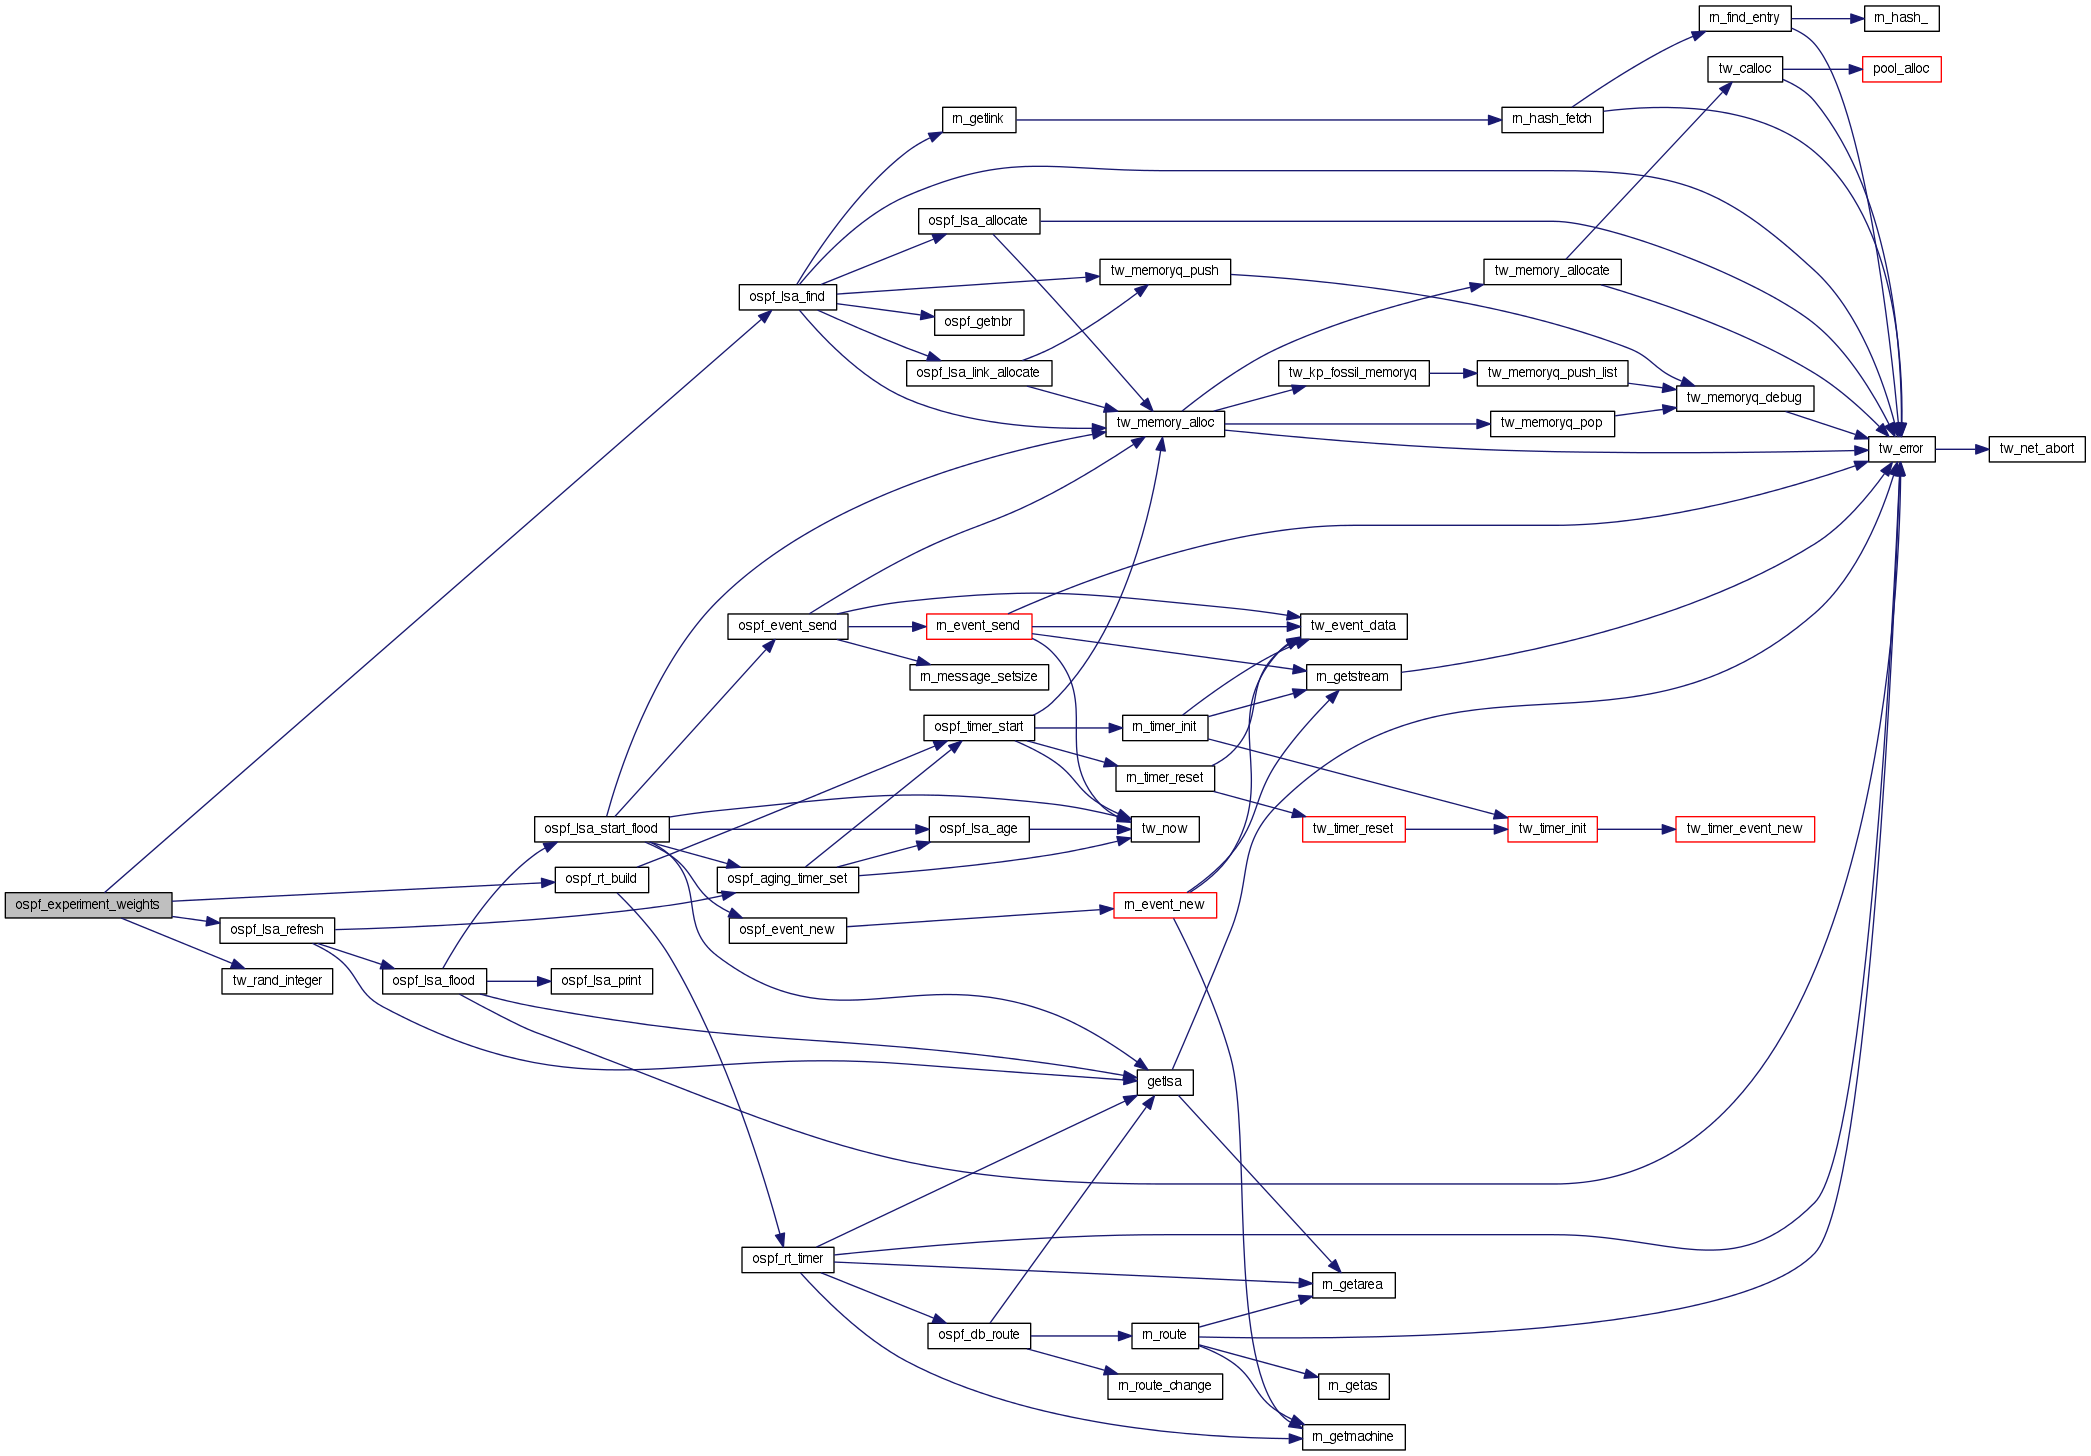 rn_find_entry
rn_hash_
tw_calloc
pool_alloc
rn_getlink
rn_hash_fetch
ospf_lsa_allocate
tw_memoryq_push
tw_memory_allocate
ospf_lsa_find
ospf_getnbr
ospf_lsa_link_allocate
tw_kp_fossil_memoryq
tw_memoryq_push_list
tw_memoryq_debug
tw_memory_alloc
tw_memoryq_pop
tw_error
tw_net_abort
ospf_event_send
rn_event_send
tw_event_data
rn_message_setsize
rn_getstream
ospf_timer_start
rn_timer_init
rn_timer_reset
ospf_lsa_start_flood
ospf_lsa_age
tw_now
tw_timer_reset
tw_timer_init
tw_timer_event_new
ospf_rt_build
ospf_aging_timer_set
ospf_experiment_weights
rn_event_new
ospf_lsa_refresh
ospf_event_new
tw_rand_integer
ospf_lsa_flood
ospf_lsa_print
getlsa
ospf_rt_timer
rn_getarea
ospf_db_route
rn_route
rn_route_change
rn_getas
rn_getmachine